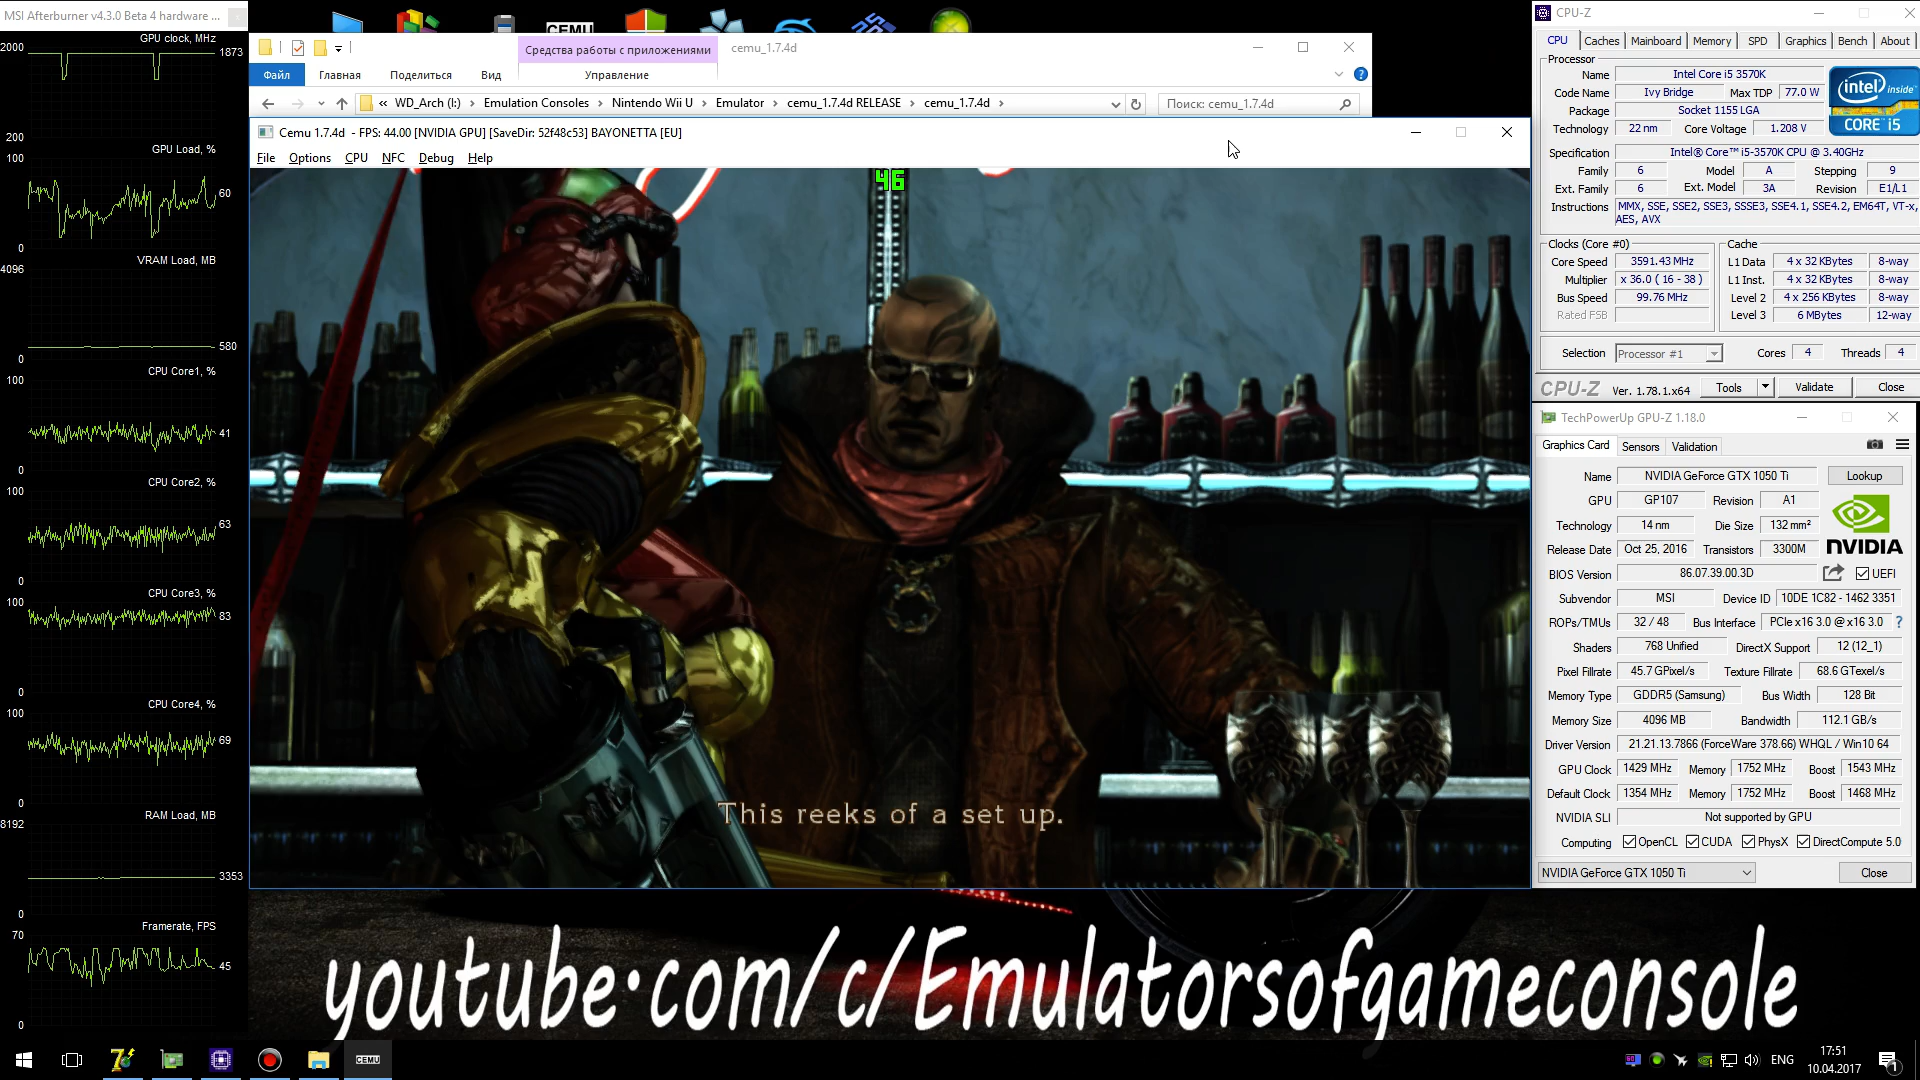 MSI Afterburner v4.3.0 Beta 4 hardware ...
GPU clock, MHz
2000
1873
200
GPU Load, %
100
60
0
VRAM Load, MB
4096
580
0
CPU Core1, %
100
41
0
CPU Core2, %
100
63
0
CPU Core3, %
100
83
0
CPU Core4, %
100
69
0
RAM Load, MB
8192
3353
0
Framerate, FPS
70
45
0
CEMU
Средства работы с приложениями
cemu_1.7.4d
Файл
Главная
Поделиться
Вид
Управление
« WD_Arch (I:) > Emulation Consoles > Nintendo Wii U > Emulator > cemu_1.7.4d RELEASE > cemu_1.7.4d >
Поиск: cemu_1.7.4d
Cemu 1.7.4d - FPS: 44.00 [NVIDIA GPU] [SaveDir: 52f48c53] BAYONETTA [EU]
File Options CPU NFC Debug Help
46
This reeks of a set up.
CPU-Z
CPU Caches Mainboard Memory SPD Graphics Bench About
Processor
Name Intel Core i5 3570K
Code Name Ivy Bridge Max TDP 77.0 W
Package Socket 1155 LGA
Technology 22 nm Core Voltage 1.208 V
intel inside
CORE i5
Specification Intel® Core™ i5-3570K CPU @ 3.40GHz
Family 6 Model A Stepping 9
Ext. Family 6 Ext. Model 3A Revision E1/L1
Instructions MMX, SSE, SSE2, SSE3, SSSE3, SSE4.1, SSE4.2, EM64T, VT-x, AES, AVX
Clocks (Core #0)
Core Speed 3591.43 MHz
Multiplier x 36.0 ( 16 - 38 )
Bus Speed 99.76 MHz
Rated FSB
Cache
L1 Data 4 x 32 KBytes 8-way
L1 Inst. 4 x 32 KBytes 8-way
Level 2 4 x 256 KBytes 8-way
Level 3 6 MBytes 12-way
Selection Processor #1 Cores 4 Threads 4
CPU-Z Ver. 1.78.1.x64 Tools Validate Close
TechPowerUp GPU-Z 1.18.0
Graphics Card Sensors Validation
Name NVIDIA GeForce GTX 1050 Ti Lookup
GPU GP107 Revision A1
Technology 14 nm Die Size 132 mm²
Release Date Oct 25, 2016 Transistors 3300M
NVIDIA
BIOS Version 86.07.39.00.3D UEFI
Subvendor MSI Device ID 10DE 1C82 - 1462 3351
ROPs/TMUs 32 / 48 Bus Interface PCIe x16 3.0 @ x16 3.0 ?
Shaders 768 Unified DirectX Support 12 (12_1)
Pixel Fillrate 45.7 GPixel/s Texture Fillrate 68.6 GTexel/s
Memory Type GDDR5 (Samsung) Bus Width 128 Bit
Memory Size 4096 MB Bandwidth 112.1 GB/s
Driver Version 21.21.13.7866 (ForceWare 378.66) WHQL / Win10 64
GPU Clock 1429 MHz Memory 1752 MHz Boost 1543 MHz
Default Clock 1354 MHz Memory 1752 MHz Boost 1468 MHz
NVIDIA SLI Not supported by GPU
Computing OpenCL CUDA PhysX DirectCompute 5.0
NVIDIA GeForce GTX 1050 Ti Close
youtube.com/c/Emulatorsofgameconsole
CEMU
ENG
17:51
10.04.2017
1